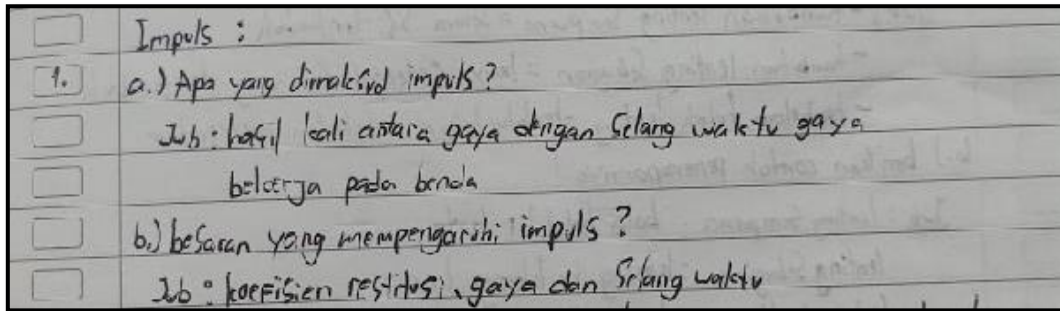 Impuls :
1. a.) Apa yang dimaksud impuls?
Jwb : hasil kali antara gaya dengan Selang waktu gaya
bekerja pada benda
b.) besaran yang mempengaruhi impuls?
Jwb : koefisien restitusi, gaya dan Selang waktu